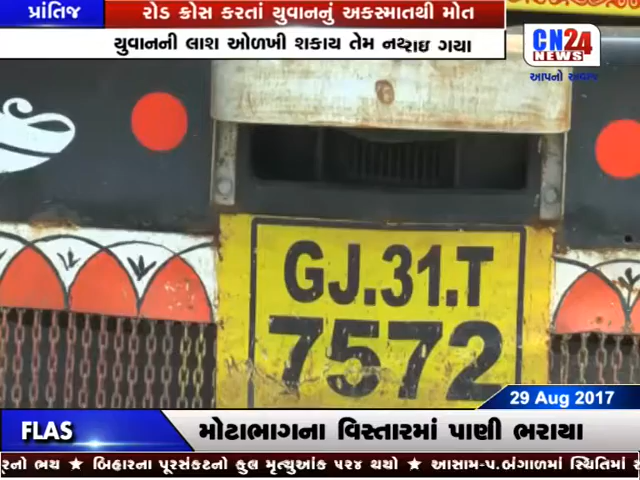 પ્રાંતિજ
રોડ ક્રોસ કરતાં યુવાનનું અકસ્માતથી મોત
યુવાનની લાશ ઓળખી શકાય તેમ
ગયા
CN24
NEWS
આપનો અવાજ
GJ.31.T
7572
29 Aug 2017
FLAS
મોટાભાગના વિસ્તારમાં પાણી ભરાયા
રનો ભય ★ બિહારના પૂરસંકટનો કુલ મૃત્યુઆંક ૫૨૪ થયો ★ આસામ-પ.બંગાળમાં સ્થિતિમાં